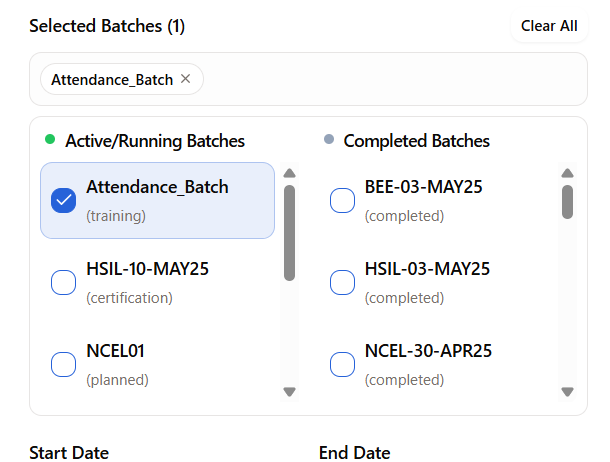 Selected Batches (1)
Clear All
Attendance_Batch ×
Active/Running Batches
Attendance_Batch
(training)
HSIL-10-MAY25
(certification)
NCEL01
(planned)
Completed Batches
BEE-03-MAY25
(completed)
HSIL-03-MAY25
(completed)
NCEL-30-APR25
(completed)
Start Date
End Date